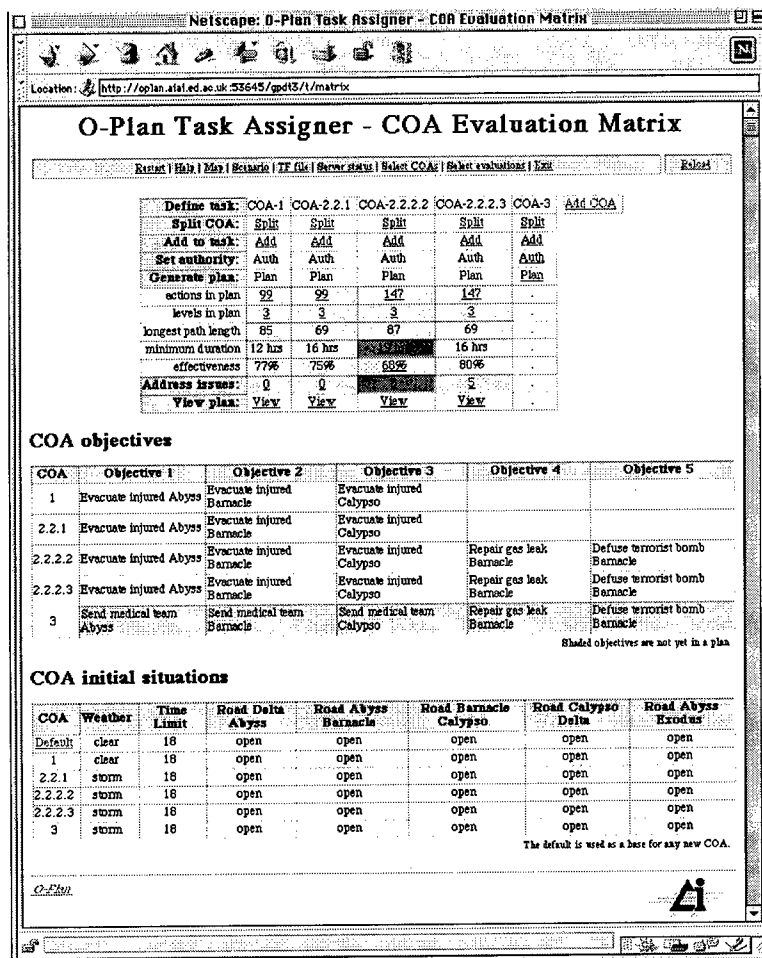 Netscape: O-Plan Task Assigner - COA Evaluation Matrix
N
Location: http://oplan.aiai.ed.ac.uk:53645/gpdt3/t/matrix
O-Plan Task Assigner - COA Evaluation Matrix
Restart | Help | Map | Scenario | TF file | Server status | Select COAs | Select evaluations | Exit Reload
Define task: COA-1 COA-2.2.1 COA-2.2.2.2 COA-2.2.2.3 COA-3 Add COA
Split COA: Split Split Split Split Split
Add to task: Add Add Add Add Add
Set authority: Auth Auth Auth Auth Auth
Generate plan: Plan Plan Plan Plan Plan
actions in plan 99 99 147 147 .
levels in plan 3 3 3 3 .
longest path length 85 69 87 69 .
minimum duration 12 hrs 16 hrs 16 hrs .
effectiveness 77% 75% 68% 80% .
Address issues: 0 0 5 .
View plan: View View View View .
COA objectives
COA Objective 1 Objective 2 Objective 3 Objective 4 Objective 5
1 Evacuate injured Abyss Evacuate injured Barnacle Evacuate injured Calypso
2.2.1 Evacuate injured Abyss Evacuate injured Barnacle Evacuate injured Calypso
2.2.2.2 Evacuate injured Abyss Evacuate injured Barnacle Evacuate injured Calypso Repair gas leak Barnacle Defuse terrorist bomb Barnacle
2.2.2.3 Evacuate injured Abyss Evacuate injured Barnacle Evacuate injured Calypso Repair gas leak Barnacle Defuse terrorist bomb Barnacle
3 Send medical team Abyss Send medical team Barnacle Send medical team Calypso Repair gas leak Barnacle Defuse terrorist bomb Barnacle
Shaded objectives are not yet in a plan
COA initial situations
COA Weather Time Limit Road Delta Abyss Road Abyss Barnacle Road Barnacle Calypso Road Calypso Delta Road Abyss Exodus
Default clear 18 open open open open open
1 clear 18 open open open open open
2.2.1 storm 18 open open open open open
2.2.2.2 storm 18 open open open open open
2.2.2.3 storm 18 open open open open open
3 storm 18 open open open open open
The default is used as a base for any new COA.
O-Plan
Ai